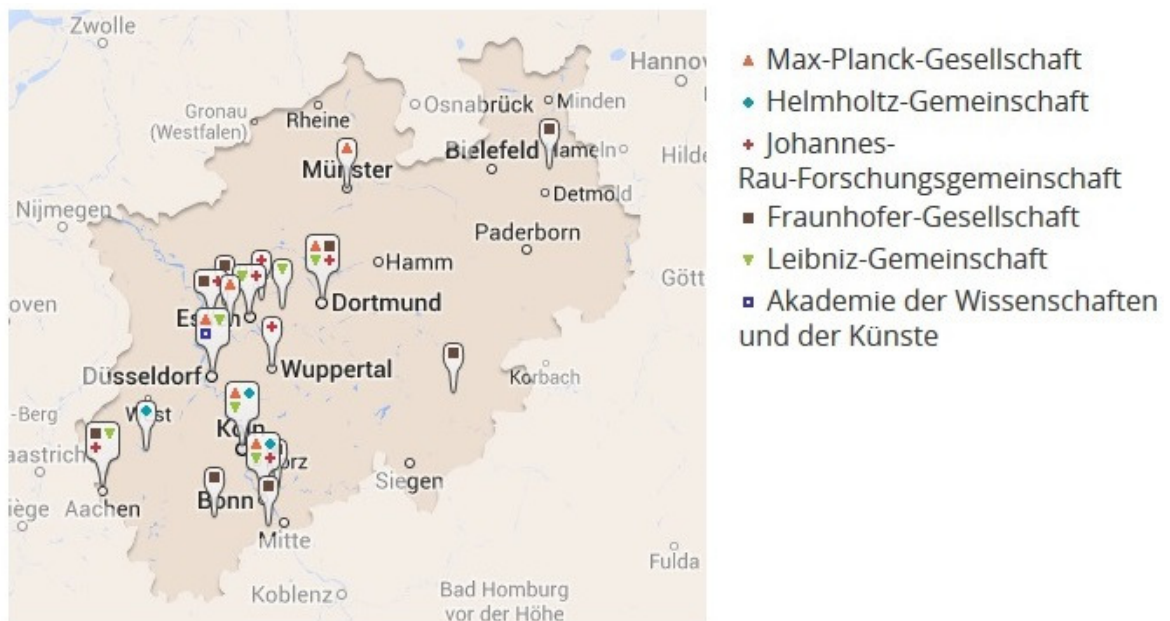 Zwolle
Hannov
Osnabrück
Minden
Gronau
(Westfalen)
Rheine
Bielefeld
Hameln
Hilde
Münster
Detmold
Nijmegen
Paderborn
Hamm
Gött
oven
Dortmund
Essen
Wuppertal
Düsseldorf
Korbach
-Berg
Köln
aastrich
Siegen
Bonn
iège
Aachen
Mitte
Fulda
Koblenz
Bad Homburg
vor der Höhe
Max-Planck-Gesellschaft
Helmholtz-Gemeinschaft
Johannes-
Rau-Forschungsgemeinschaft
Fraunhofer-Gesellschaft
Leibniz-Gemeinschaft
Akademie der Wissenschaften
und der Künste